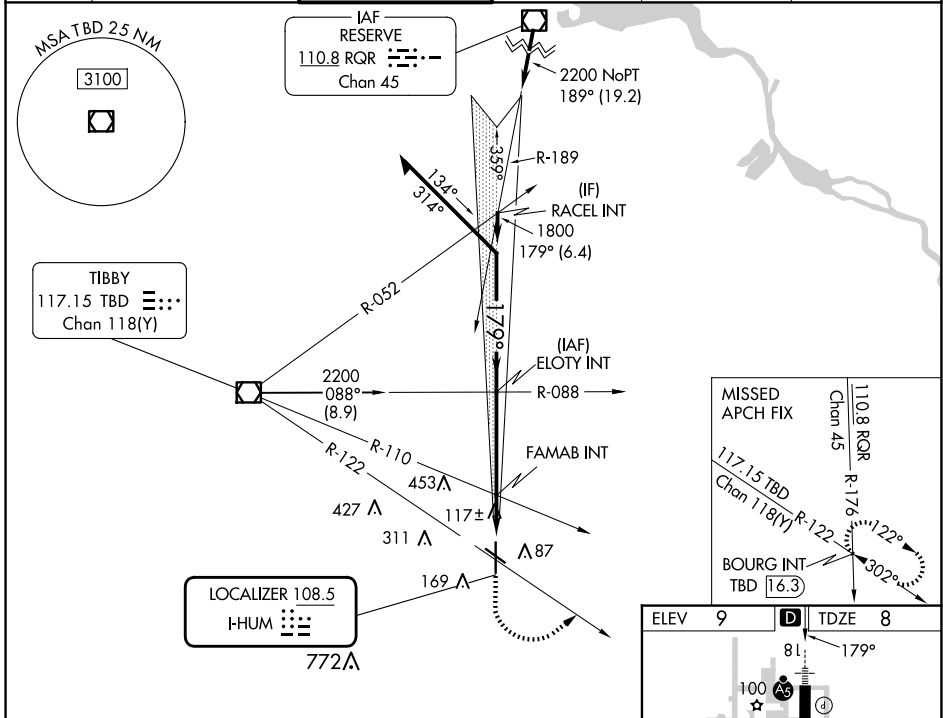 MSA TBD 25 NM
3100
IAF
RESERVE
110.8 RQR
Chan 45
2200 NoPT
189° (19.2)
359°
R-189
134°
314°
(IF)
RACEL INT
1800
179° (6.4)
TIBBY
117.15 TBD
Chan 118(Y)
R-052
179°
(IAF)
ELOTY INT
2200
088°
(8.9)
R-088
R-110
R-122
FAMAB INT
453
427
117±
311
87
169
LOCALIZER 108.5
I-HUM
772
MISSED
APCH FIX
110.8 RQR
Chan 45
R-176
117.15 TBD
Chan 118(Y)
R-122
122°
302°
BOURG INT
TBD 16.3
ELEV 9
D
TDZE 8
18
179°
100
A5
P